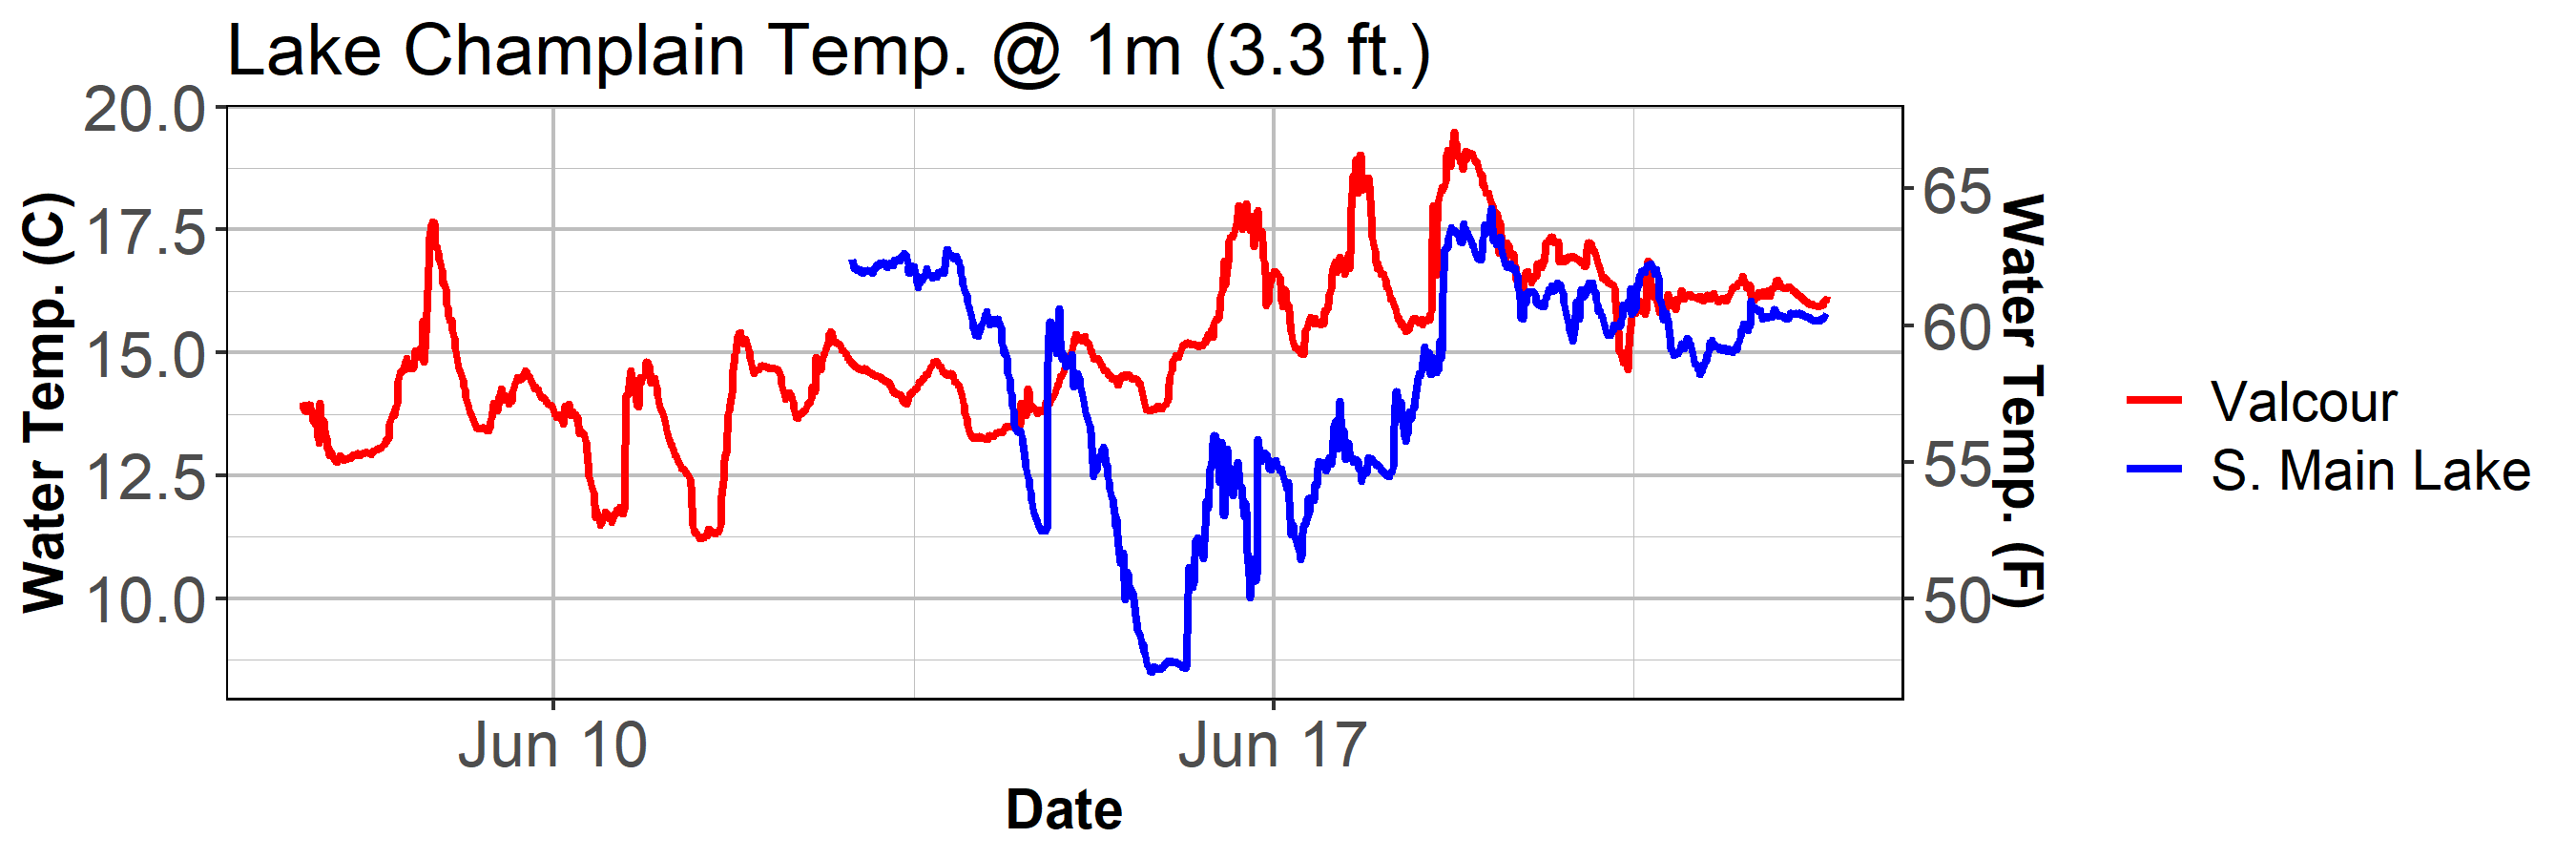 Lake Champlain Temp. @ 1m (3.3 ft.)
Water Temp. (C)
20.0
17.5
15.0
12.5
10.0
65
60
55
50
Water Temp. (F)
Jun 10
Jun 17
Date
Valcour
S. Main Lake